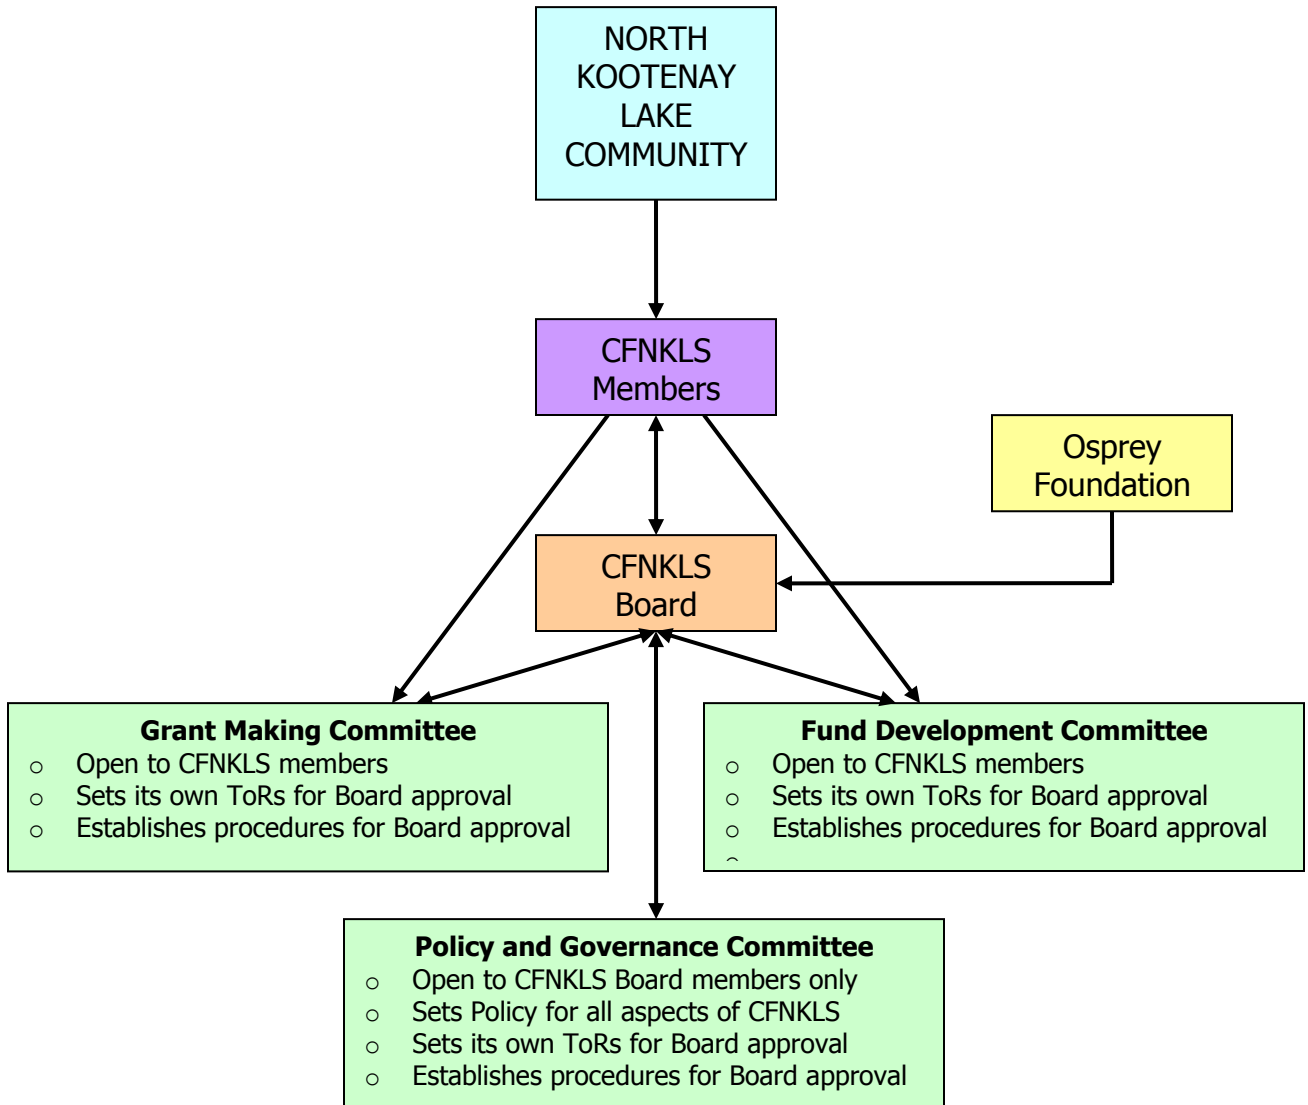 NORTH
KOOTENAY
LAKE
COMMUNITY
CFNKLS
Members
Osprey
Foundation
CFNKLS
Board
Grant Making Committee
o Open to CFNKLS members
o Sets its own ToRs for Board approval
o Establishes procedures for Board approval
Fund Development Committee
o Open to CFNKLS members
o Sets its own ToRs for Board approval
o Establishes procedures for Board approval
Policy and Governance Committee
o Open to CFNKLS Board members only
o Sets Policy for all aspects of CFNKLS
o Sets its own ToRs for Board approval
o Establishes procedures for Board approval